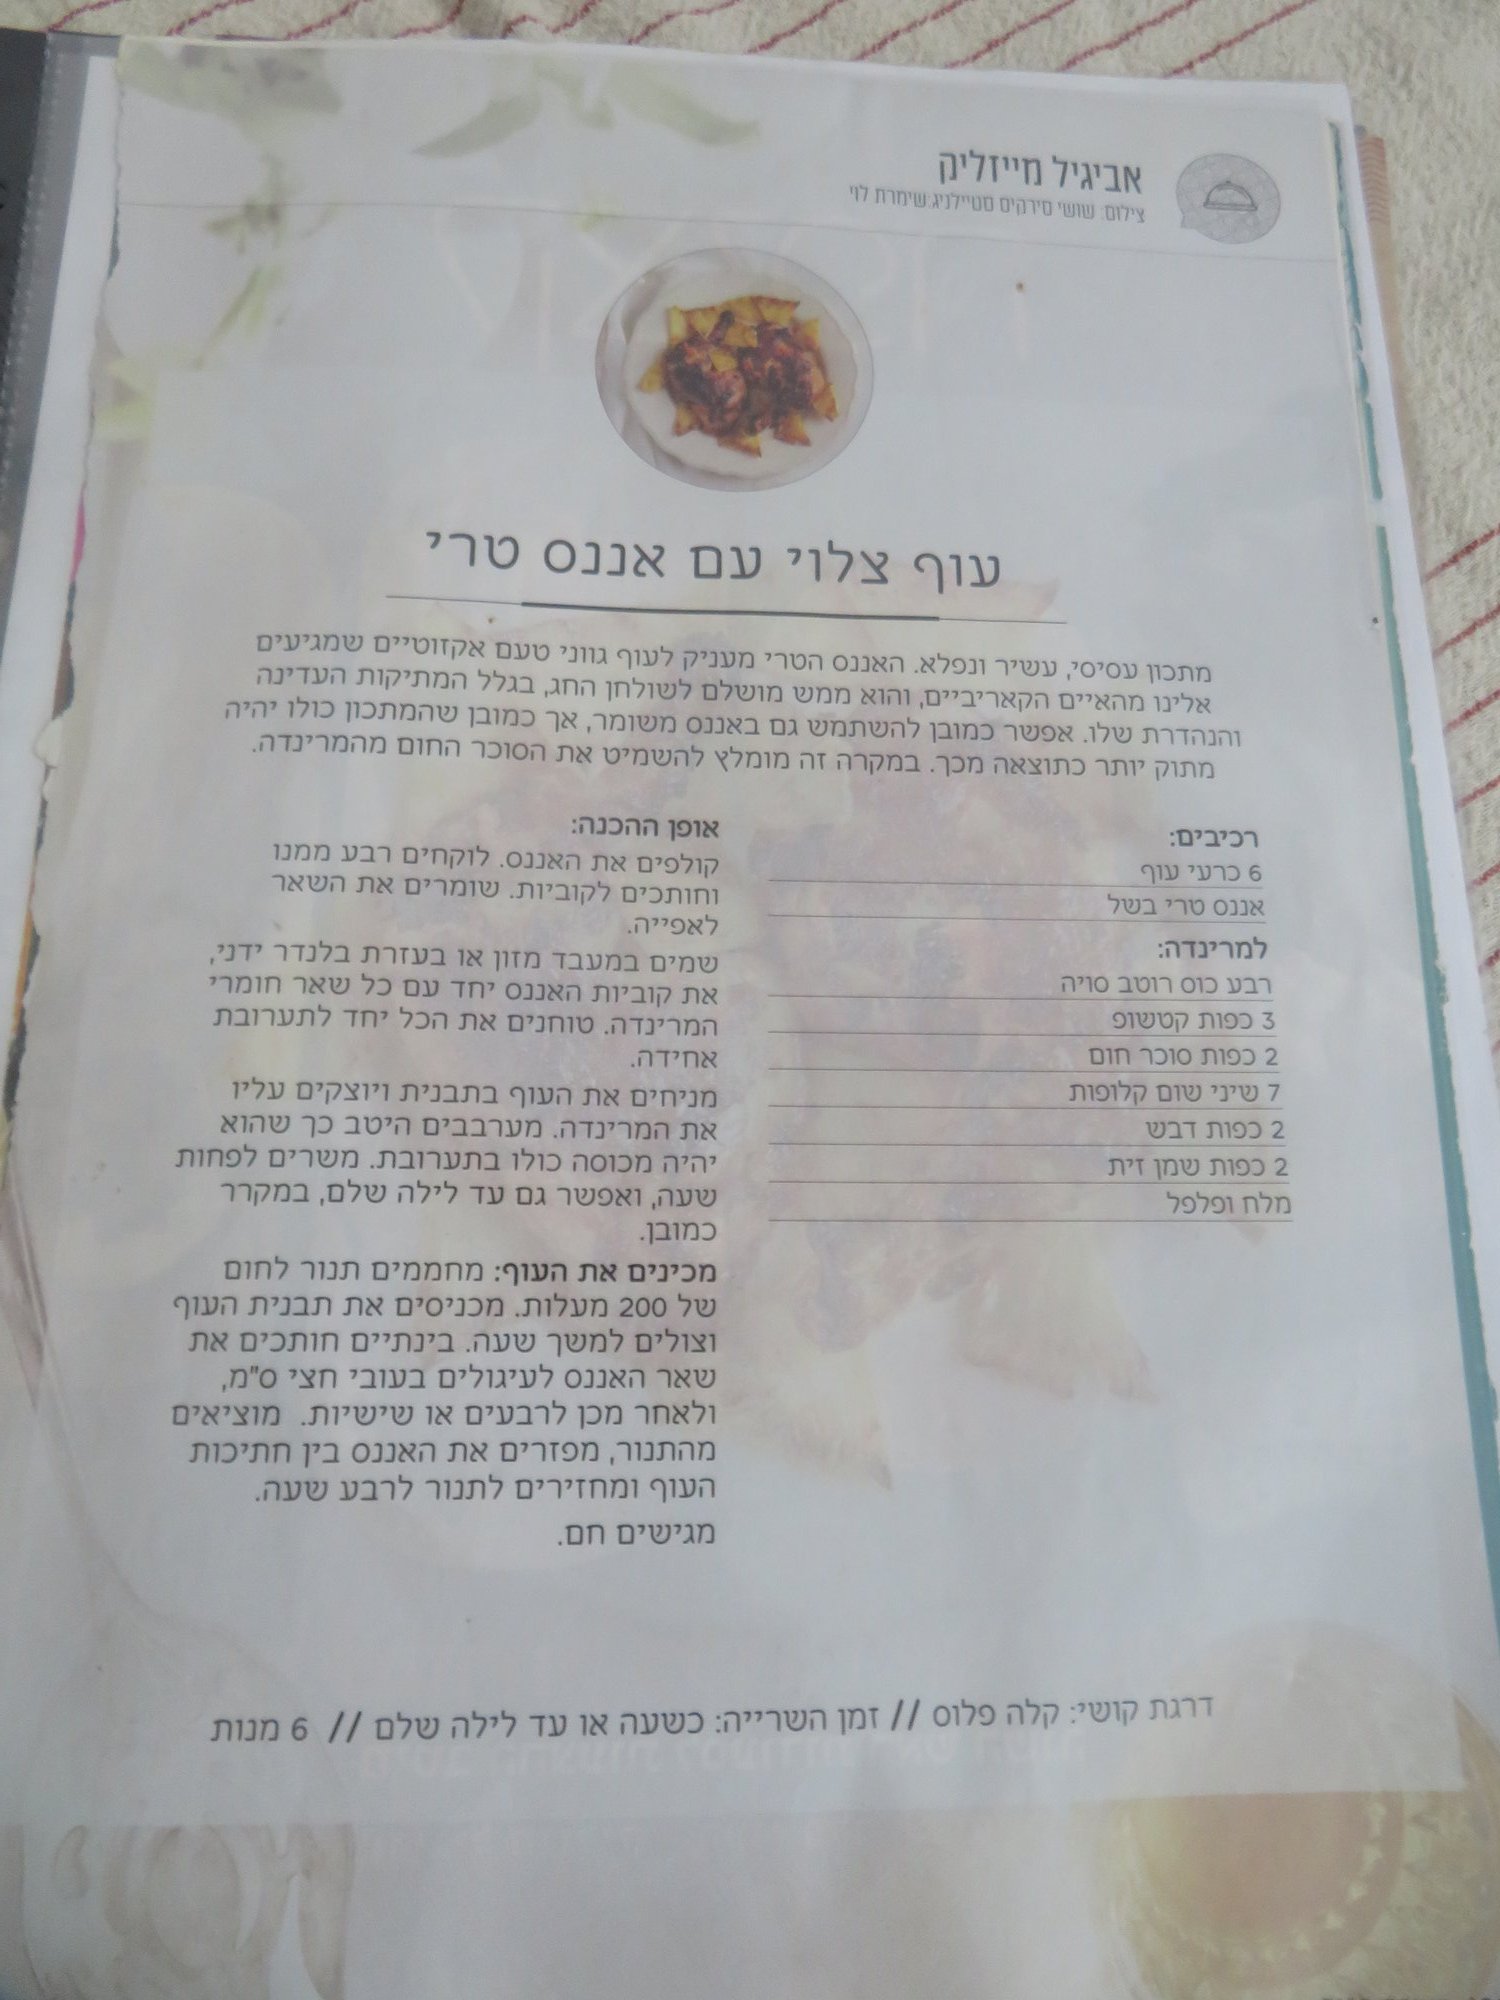 אביגיל מייזליק
צילום: שושי סירקיס סטיילינג: שימרת לוי
עוף צלוי עם אננס טרי
מתכון עסיסי, עשיר ונפלא. האננס הטרי מעניק לעוף גווני טעם אקזוטיים שמגיעים
אלינו מהאיים הקאריביים, והוא ממש מושלם לשולחן החג, בגלל המתיקות העדינה
והנהדרת שלו. אפשר כמובן להשתמש גם באננס משומר, אך כמובן שהמתכון כולו יהיה
מתוק יותר כתוצאה מכך. במקרה זה מומלץ להשמיט את הסוכר החום מהמרינדה.
רכיבים:
6 כרעי עוף
אננס טרי בשל
למרינדה:
רבע כוס רוטב סויה
3 כפות קטשופ
2 כפות סוכר חום
7 שיני שום קלופות
2 כפות דבש
2 כפות שמן זית
מלח ופלפל
אופן ההכנה:
קולפים את האננס. לוקחים רבע ממנו
וחותכים לקוביות. שומרים את השאר
לאפייה.
שמים במעבד מזון או בעזרת בלנדר ידני,
את קוביות האננס יחד עם כל שאר חומרי
המרינדה. טוחנים את הכל יחד לתערובת
אחידה.
מניחים את העוף בתבנית ויוצקים עליו
את המרינדה. מערבבים היטב כך שהוא
יהיה מכוסה כולו בתערובת. משרים לפחות
שעה, ואפשר גם עד לילה שלם, במקרר
כמובן.
מכינים את העוף: מחממים תנור לחום
של 200 מעלות. מכניסים את תבנית העוף
וצולים למשך שעה. בינתיים חותכים את
שאר האננס לעיגולים בעובי חצי ס"מ,
ולאחר מכן לרבעים או שישיות. מוציאים
מהתנור, מפזרים את האננס בין חתיכות
העוף ומחזירים לתנור לרבע שעה.
מגישים חם.
דרגת קושי: קלה פלוס // זמן השרייה: כשעה או עד לילה שלם // 6 מנות